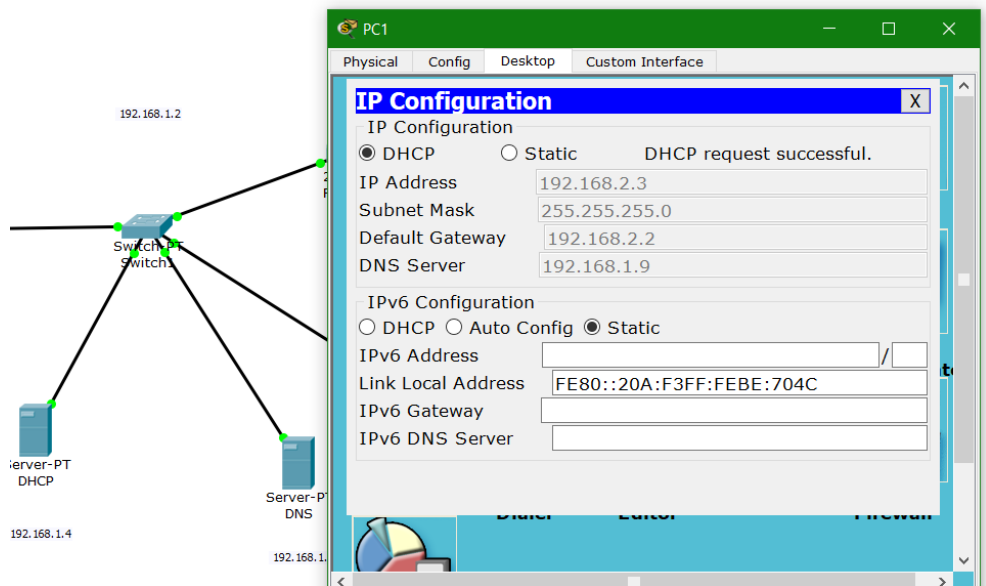 PC1
Physical Config Desktop Custom Interface
IP Configuration X
IP Configuration
DHCP Static DHCP request successful.
IP Address 192.168.2.3
Subnet Mask 255.255.255.0
Default Gateway 192.168.2.2
DNS Server 192.168.1.9
IPv6 Configuration
DHCP Auto Config Static
IPv6 Address /
Link Local Address FE80::20A:F3FF:FEBE:704C
IPv6 Gateway
IPv6 DNS Server
Firewall
192.168.1.2
Switch-PT
Switch1
erver-PT
DHCP
192.168.1.4
Server-P
DNS
192.168.1.